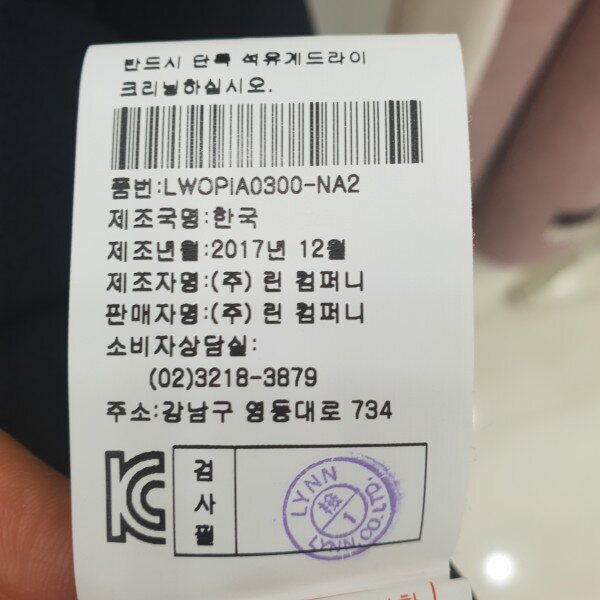 반드시 단독 석유계드라이
크리닝하십시오.
품번:LWOPiA0300-NA2
제조국명:한국
제조년월:2017년 12월
제조자명:(주) 린 컴퍼니
판매자명:(주) 린 컴퍼니
소비자상담실:
(02)3218-3879
주소:강남구 영동대로 734
검
사
필
LYNN
檢
1
LYNN.CO.LTD.